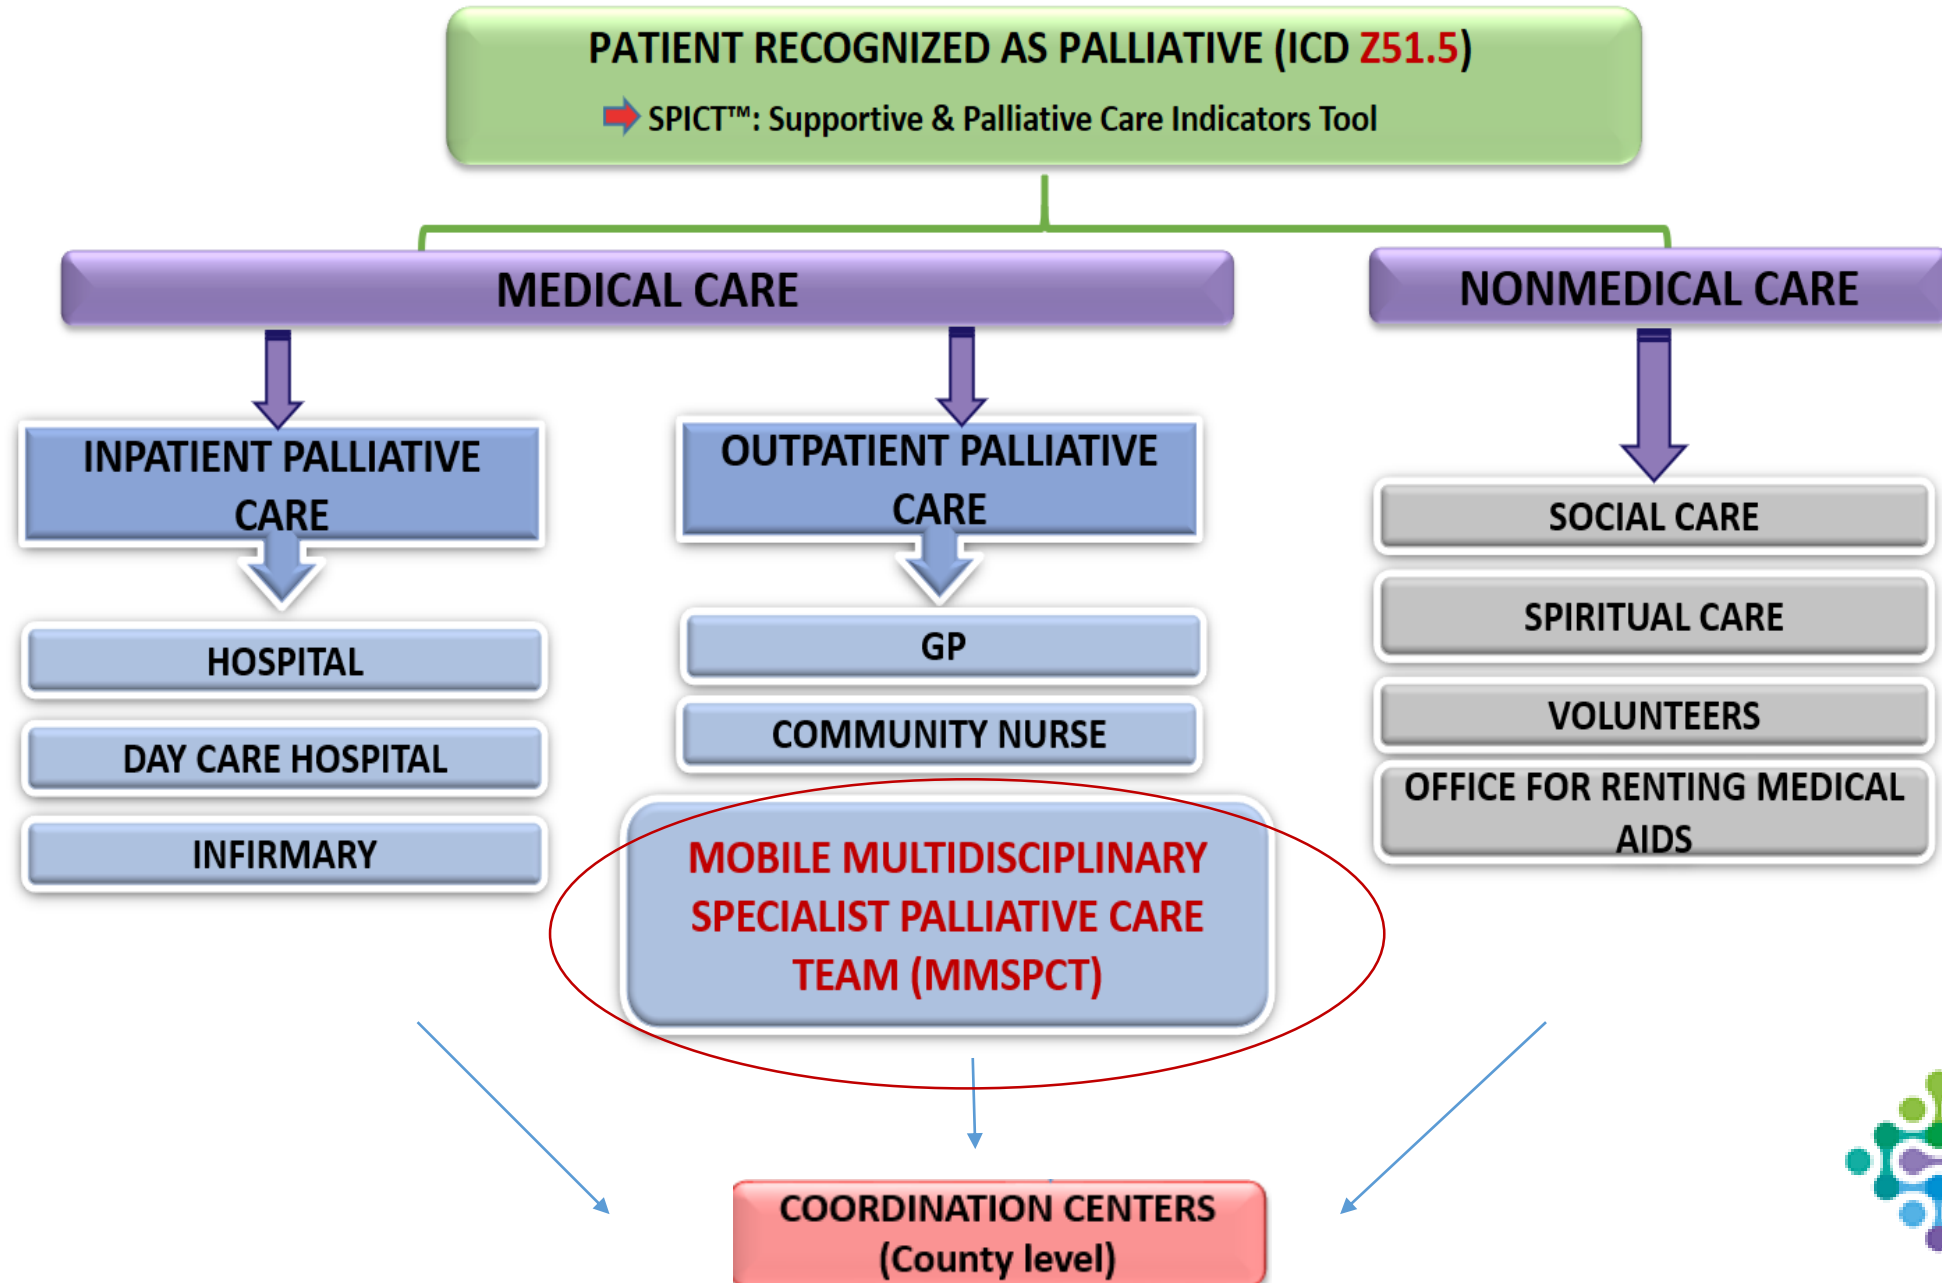 PATIENT RECOGNIZED AS PALLIATIVE (ICD Z51.5)
SPICT™: Supportive & Palliative Care Indicators Tool
MEDICAL CARE
NONMEDICAL CARE
INPATIENT PALLIATIVE
CARE
HOSPITAL
DAY CARE HOSPITAL
INFIRMARY
OUTPATIENT PALLIATIVE
CARE
GP
COMMUNITY NURSE
MOBILE MULTIDISCIPLINARY
SPECIALIST PALLIATIVE CARE
TEAM (MMSPCT)
SOCIAL CARE
SPIRITUAL CARE
VOLUNTEERS
OFFICE FOR RENTING MEDICAL
AIDS
COORDINATION CENTERS
(County level)